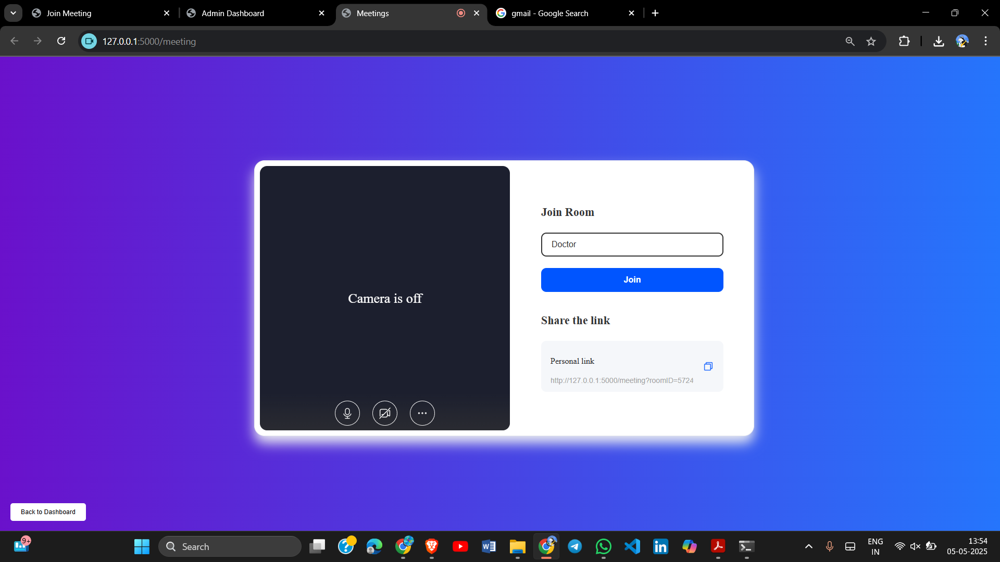 Join Meeting
Admin Dashboard
Meetings
gmail - Google Search
127.0.0.1:5000/meeting
Join Room
Doctor
Join
Camera is off
Share the link
Personal link
http://127.0.0.1:5000/meeting?roomID=5724
Back to Dashboard
9+
Search
ENG
IN
13:54
05-05-2025